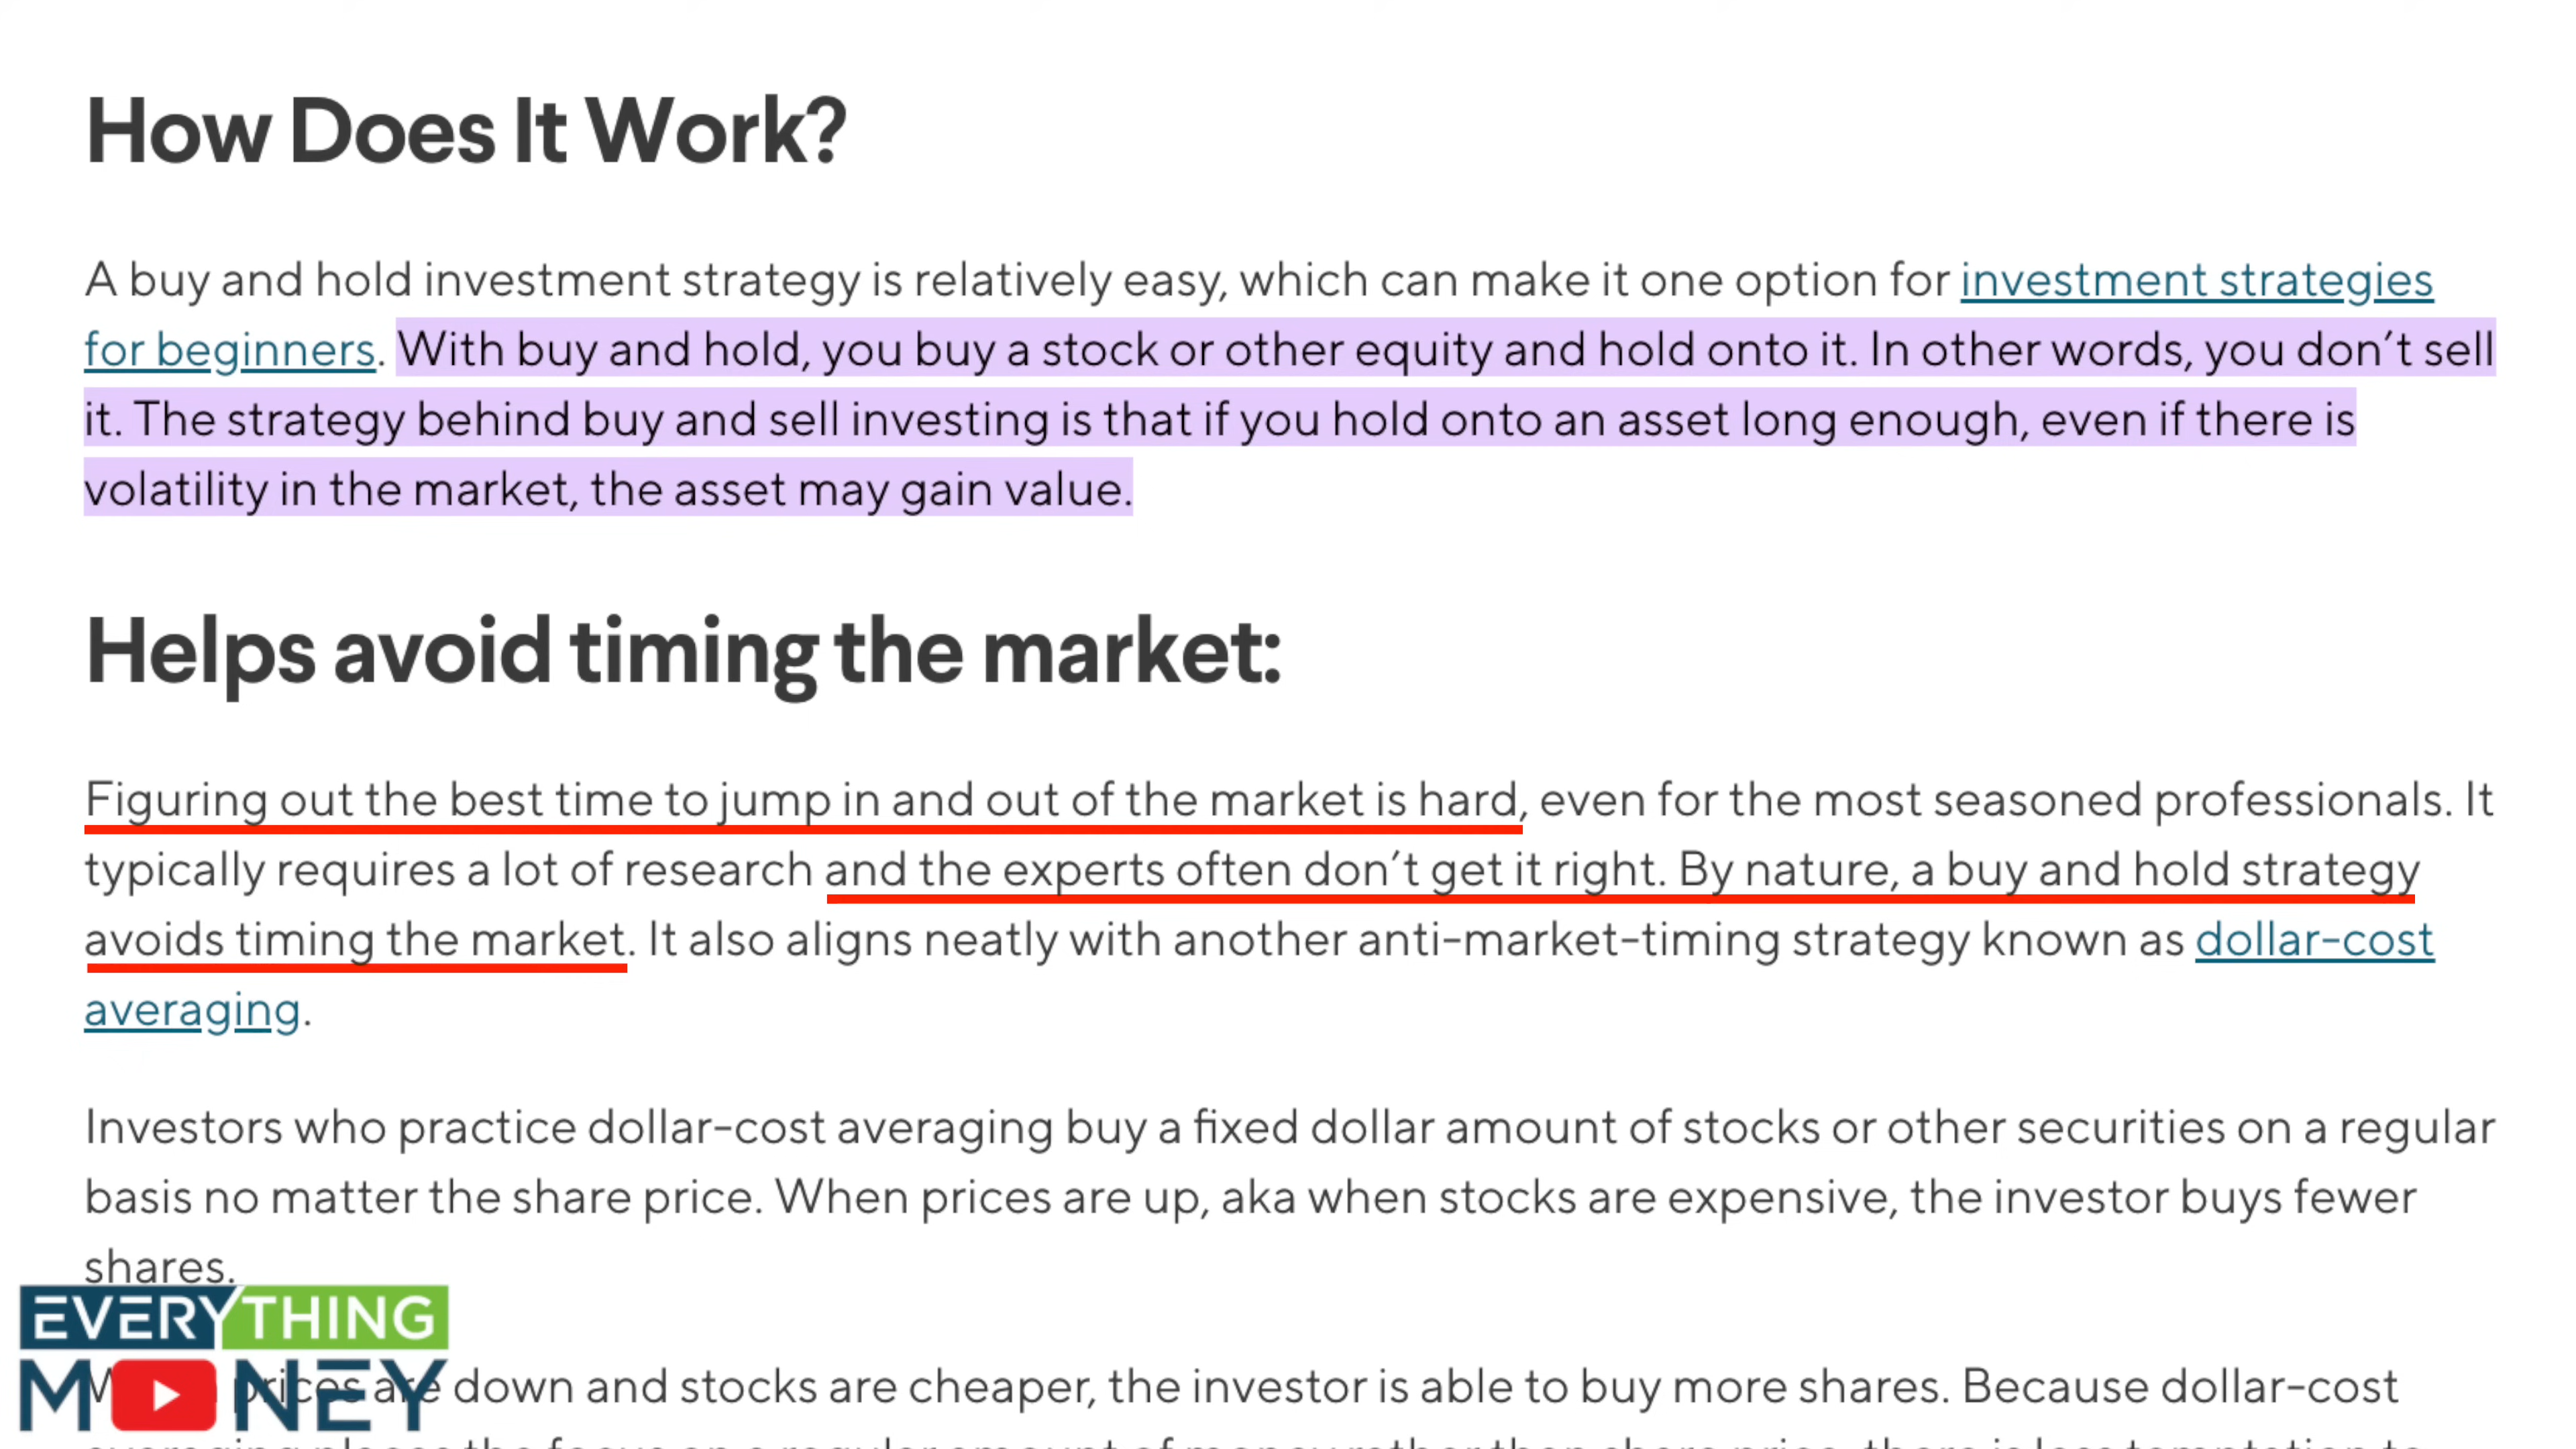 How Does It Work?
A buy and hold investment strategy is relatively easy, which can make it one option for investment strategies
for beginners. With buy and hold, you buy a stock or other equity and hold onto it. In other words, you don't sell
it. The strategy behind buy and sell investing is that if you hold onto an asset long enough, even if there is
volatility in the market, the asset may gain value.
Helps avoid timing the market:
Figuring out the best time to jump in and out of the market is hard, even for the most seasoned professionals. It
typically requires a lot of research and the experts often don't get it right. By nature, a buy and hold strategy
avoids timing the market. It also aligns neatly with another anti-market-timing strategy known as dollar-cost
averaging.
Investors who practice dollar-cost averaging buy a fixed dollar amount of stocks or other securities on a regular
basis no matter the share price. When prices are up, aka when stocks are expensive, the investor buys fewer
shares.
EVERYTHING
MONEY
prices are down and stocks are cheaper, the investor is able to buy more shares. Because dollar-cost